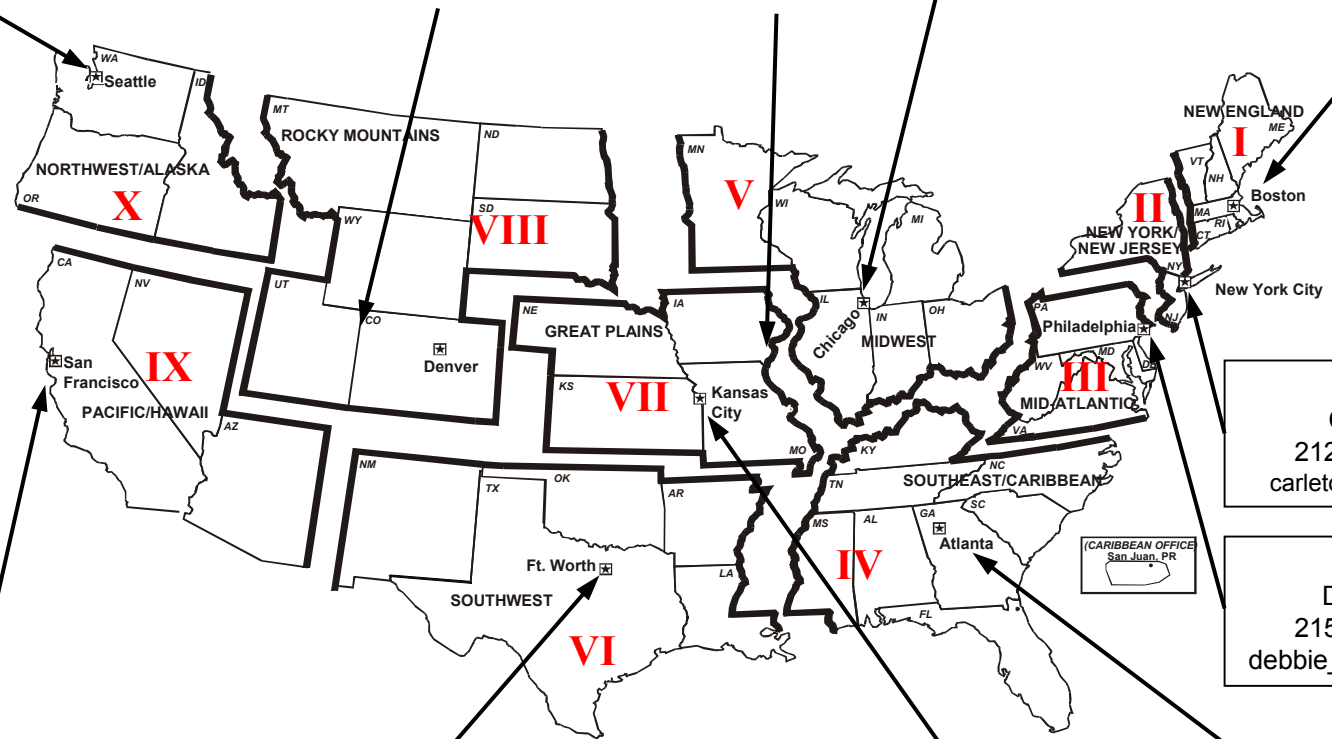 WA
Seattle
ID
NORTHWEST/ALASKA
X
OR
MT
ROCKY MOUNTAINS
ND
SD
VIII
WY
UT
CO
Denver
CA
NV
San
Francisco
IX
PACIFIC/HAWAII
AZ
MN
V
WI
MI
IL
Chicago
IN
OH
MIDWEST
NE
IA
GREAT PLAINS
KS
VII
Kansas
City
MO
NM
TX
OK
AR
LA
Ft. Worth
SOUTHWEST
VI
KY
TN
NC
SOUTHEAST/CARIBBEAN
SC
MS
AL
GA
Atlanta
IV
FL
(CARIBBEAN OFFICE)
San Juan, PR
NEW ENGLAND
I
ME
VT
NH
Boston
MA
RI
CT
II
NEW YORK/
NEW JERSEY
NY
New York City
NJ
PA
Philadelphia
MD
DE
WV
III
MID-ATLANTIC
VA
212
carleto
D
215
debbie_